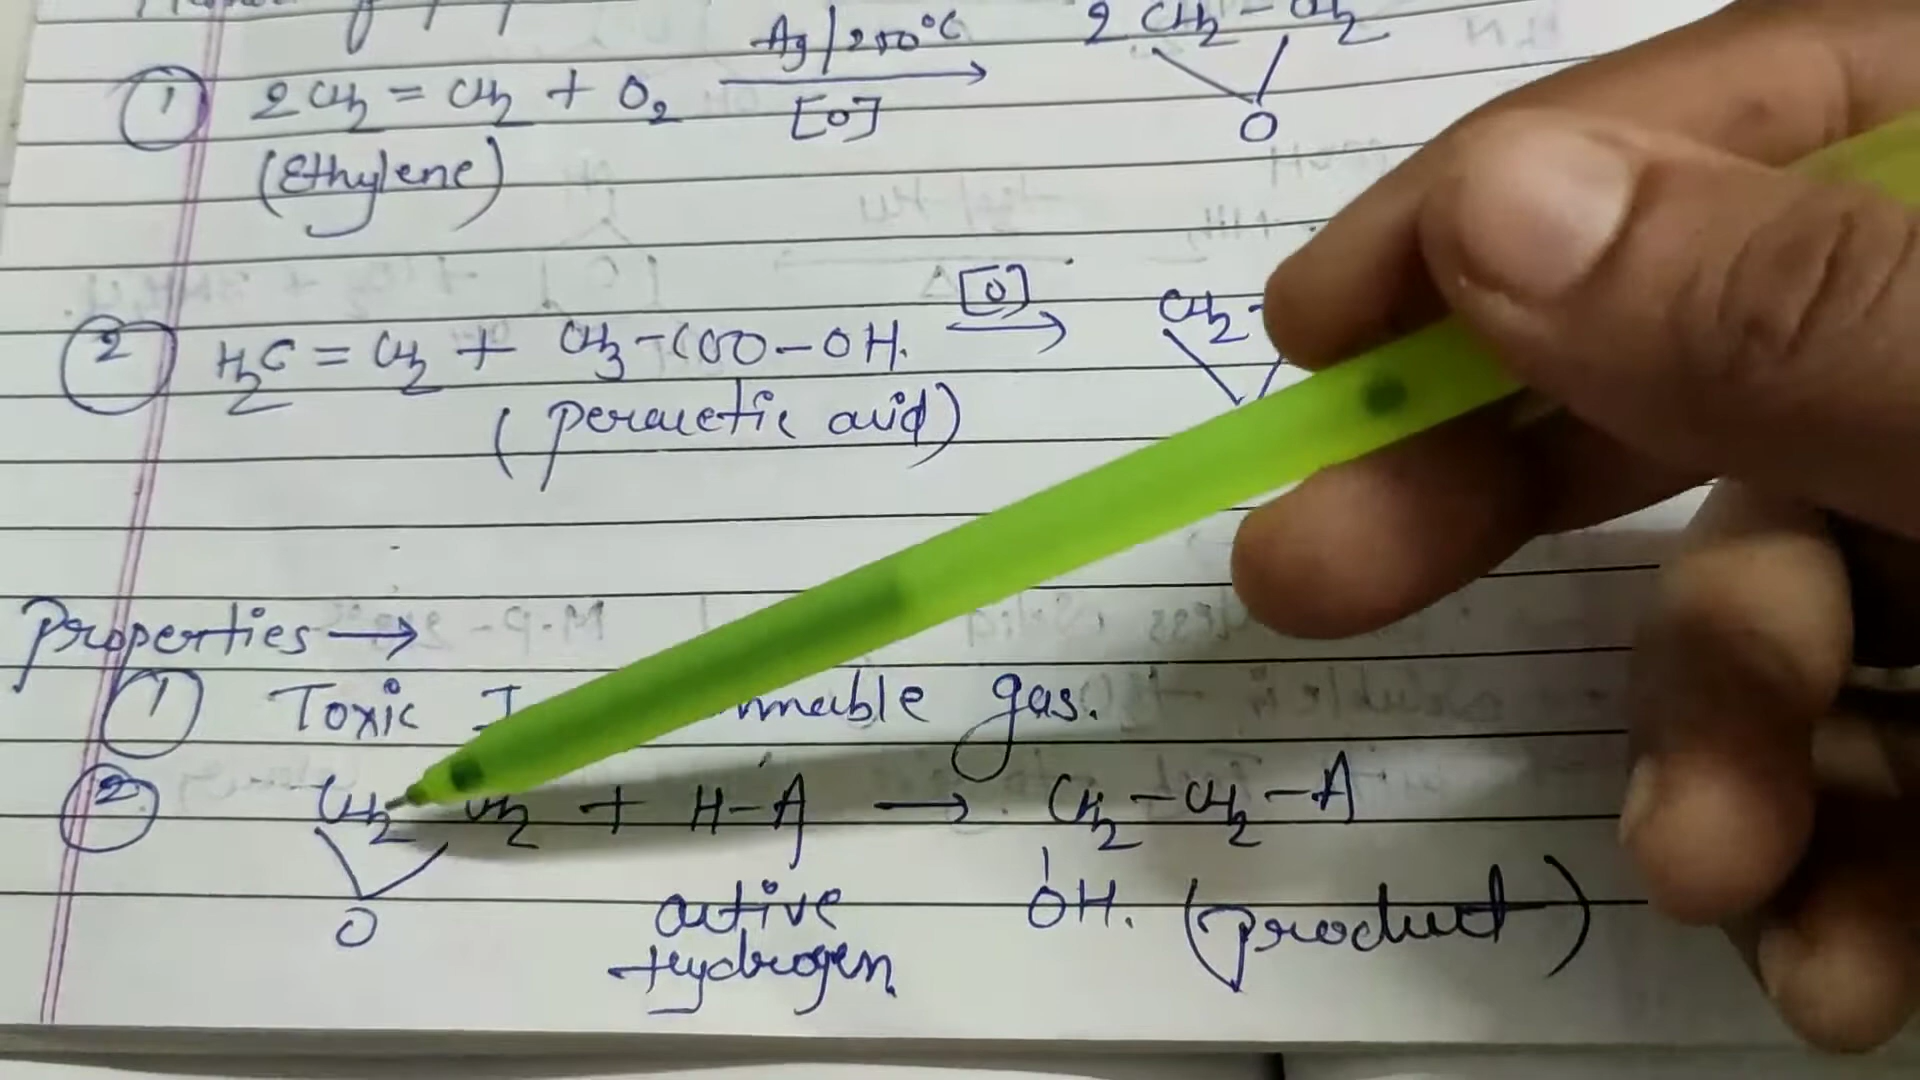 Ag/250°C 2 CH2 - CH2
① 2CH2 = CH2 + O2 → O
[O]
(Ethylene)
[O]
② H2C = CH2 + CH3-COO-OH. → CH2 -
(peracetic acid)
Properties →
① Toxic gas.
② CH2 CH2 + H-A → CH2 - CH2 - A
O active OH. (product)
Hydrogen.